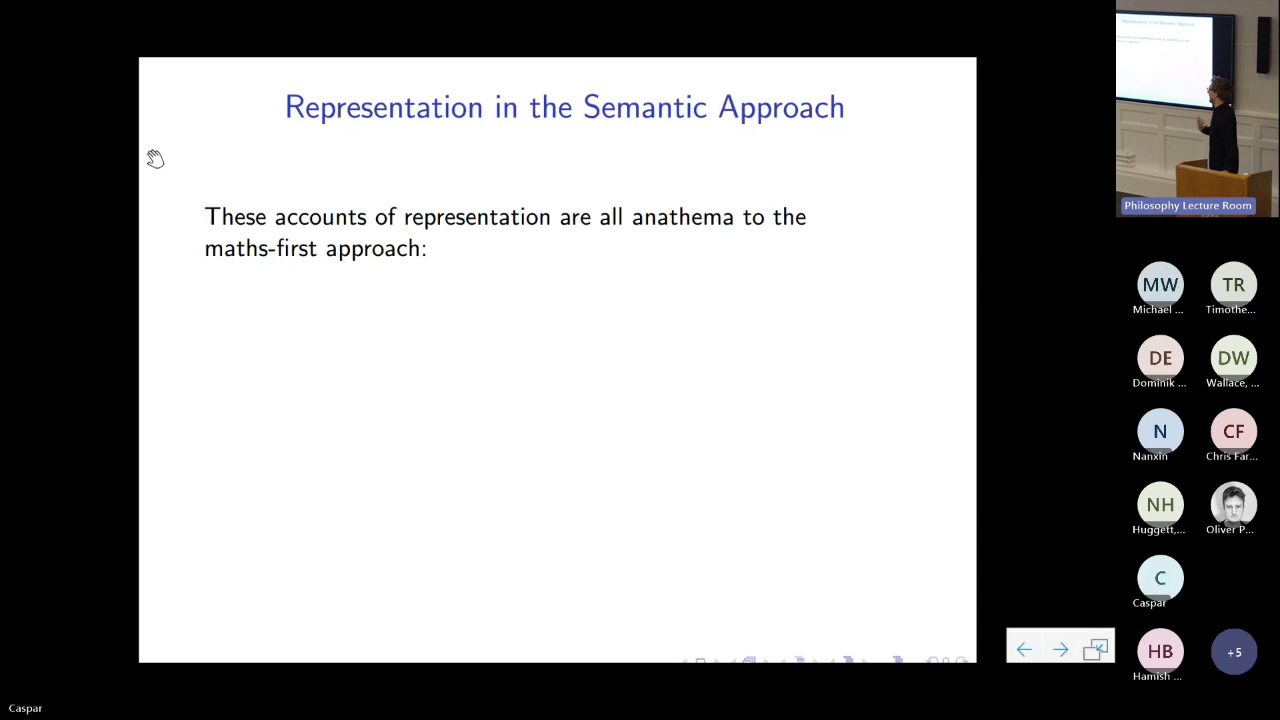 Representation in the Semantic Approach
These accounts of representation are all anathema to the
maths-first approach:
Philosophy Lecture Room
MW
TR
Michael ...
Timothe...
DE
DW
Dominik ...
Wallace, ...
N
CF
Nanxin
Chris Far...
NH
Huggett,...
Oliver P...
C
Caspar
HB
+5
Hamish ...
Caspar